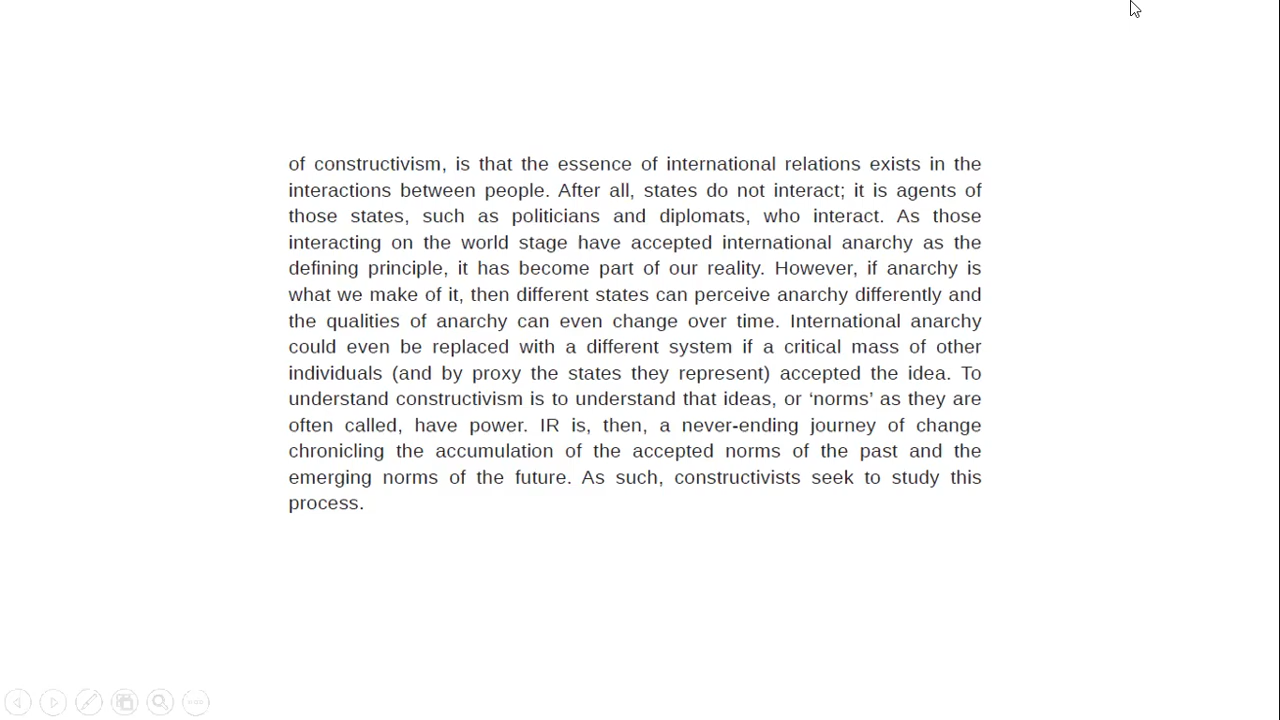 of constructivism, is that the essence of international relations exists in the
interactions between people. After all, states do not interact; it is agents of
those states, such as politicians and diplomats, who interact. As those
interacting on the world stage have accepted international anarchy as the
defining principle, it has become part of our reality. However, if anarchy is
what we make of it, then different states can perceive anarchy differently and
the qualities of anarchy can even change over time. International anarchy
could even be replaced with a different system if a critical mass of other
individuals (and by proxy the states they represent) accepted the idea. To
understand constructivism is to understand that ideas, or ‘norms’ as they are
often called, have power. IR is, then, a never-ending journey of change
chronicling the accumulation of the accepted norms of the past and the
emerging norms of the future. As such, constructivists seek to study this
process.